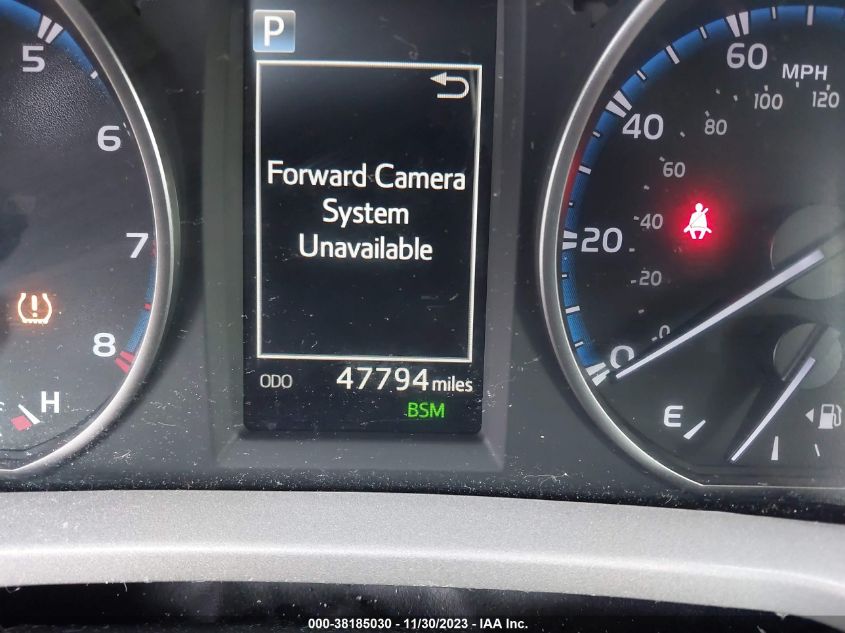 5
6
7
8
H
P
Forward Camera
System
Unavailable
ODO 47794 miles
BSM
60
MPH
100 120
40 80
60
40
20
20
0 0
E
000-38185030 - 11/30/2023 - IAA Inc.